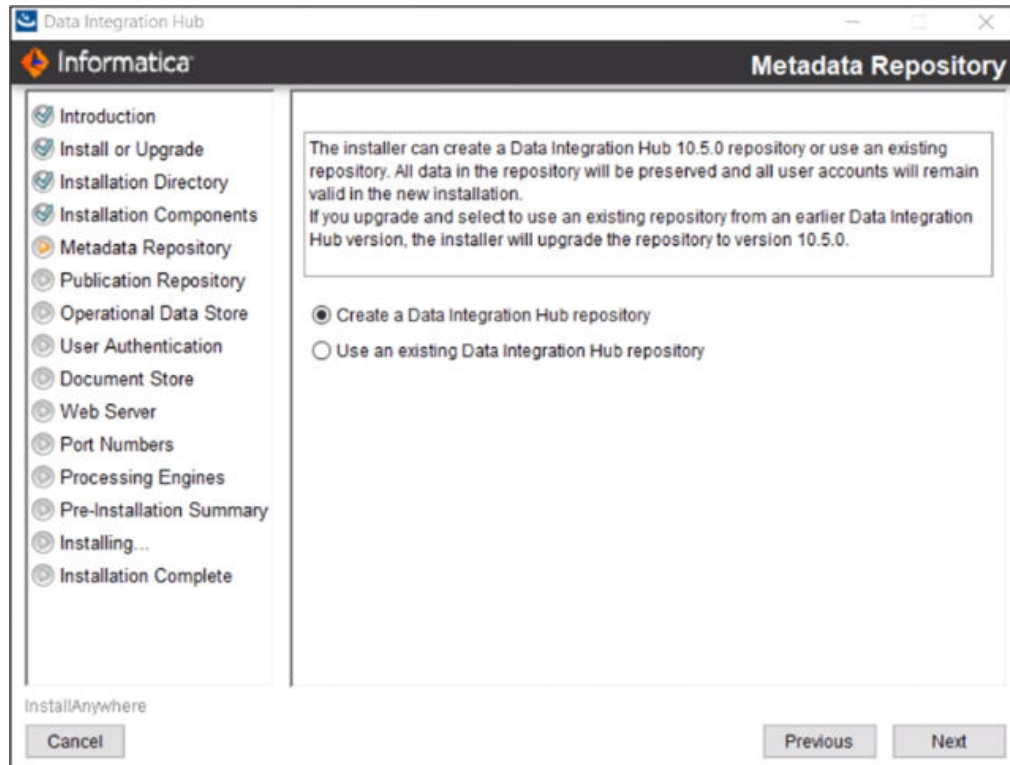 Data Integration Hub
Informatica
Metadata Repository
Introduction
Install or Upgrade
Installation Directory
Installation Components
Metadata Repository
Publication Repository
Operational Data Store
User Authentication
Document Store
Web Server
Port Numbers
Processing Engines
Pre-Installation Summary
Installing...
Installation Complete
The installer can create a Data Integration Hub 10.5.0 repository or use an existing
repository. All data in the repository will be preserved and all user accounts will remain
valid in the new installation.
If you upgrade and select to use an existing repository from an earlier Data Integration
Hub version, the installer will upgrade the repository to version 10.5.0.
Create a Data Integration Hub repository
Use an existing Data Integration Hub repository
InstallAnywhere
Cancel
Previous
Next